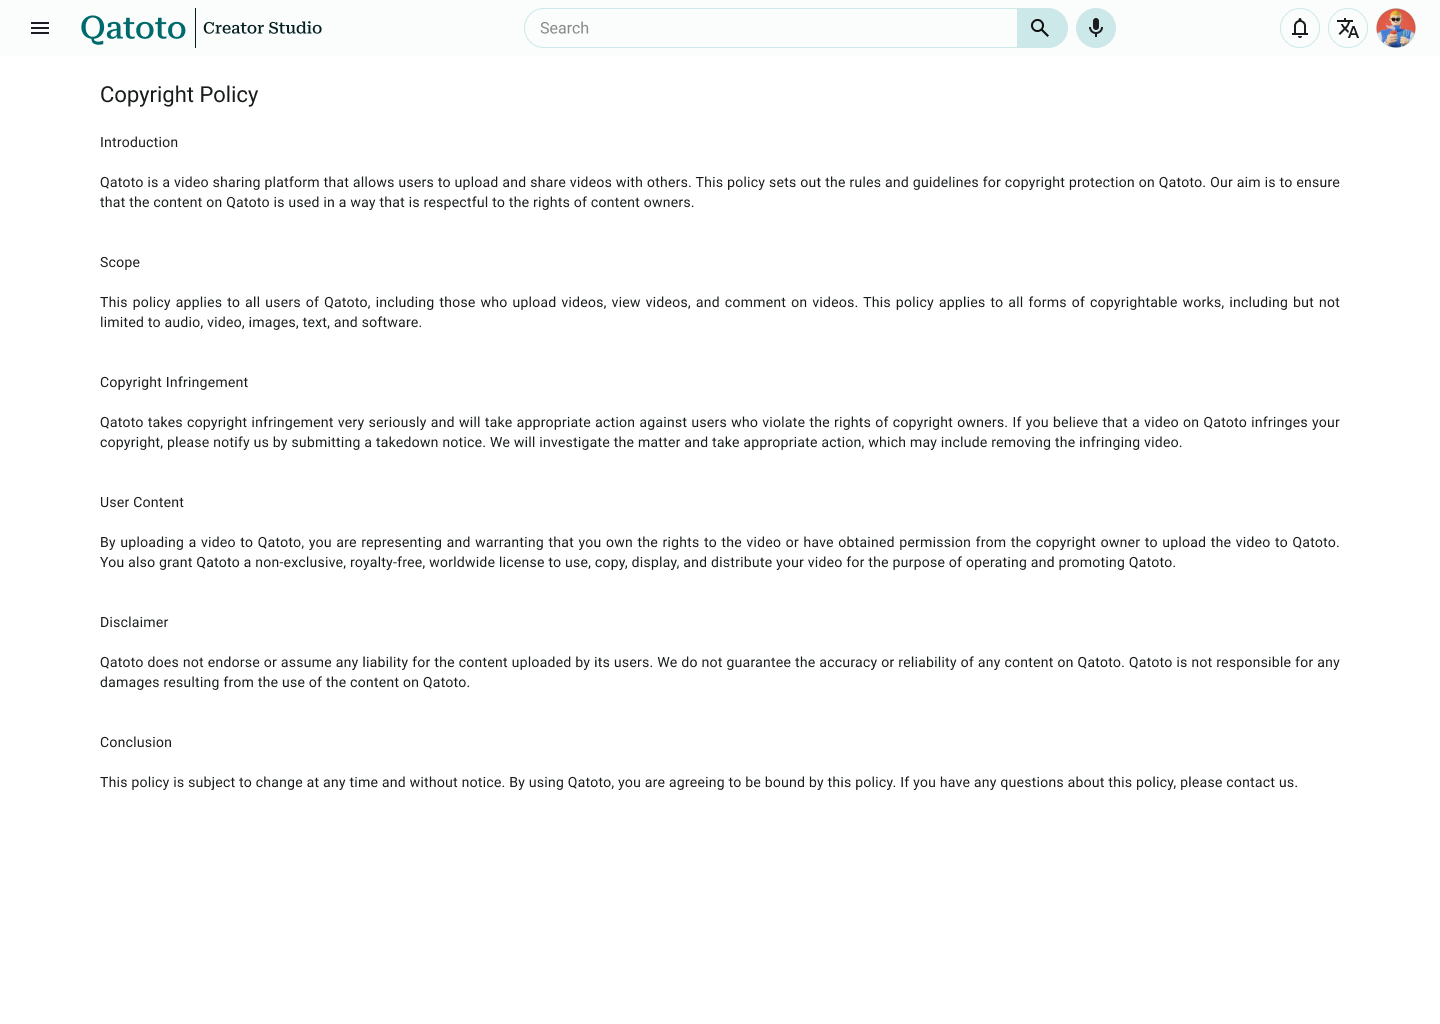 Qatoto
Creator Studio
Search
Copyright Policy
Introduction
Qatoto is a video sharing platform that allows users to upload and share videos with others. This policy sets out the rules and guidelines for copyright protection on Qatoto. Our aim is to ensure
that the content on Qatoto is used in a way that is respectful to the rights of content owners.
Scope
This policy applies to all users of Qatoto, including those who upload videos, view videos, and comment on videos. This policy applies to all forms of copyrightable works, including but not
limited to audio, video, images, text, and software.
Copyright Infringement
Qatoto takes copyright infringement very seriously and will take appropriate action against users who violate the rights of copyright owners. If you believe that a video on Qatoto infringes your
copyright, please notify us by submitting a takedown notice. We will investigate the matter and take appropriate action, which may include removing the infringing video.
User Content
By uploading a video to Qatoto, you are representing and warranting that you own the rights to the video or have obtained permission from the copyright owner to upload the video to Qatoto.
You also grant Qatoto a non-exclusive, royalty-free, worldwide license to use, copy, display, and distribute your video for the purpose of operating and promoting Qatoto.
Disclaimer
Qatoto does not endorse or assume any liability for the content uploaded by its users. We do not guarantee the accuracy or reliability of any content on Qatoto. Qatoto is not responsible for any
damages resulting from the use of the content on Qatoto.
Conclusion
This policy is subject to change at any time and without notice. By using Qatoto, you are agreeing to be bound by this policy. If you have any questions about this policy, please contact us.